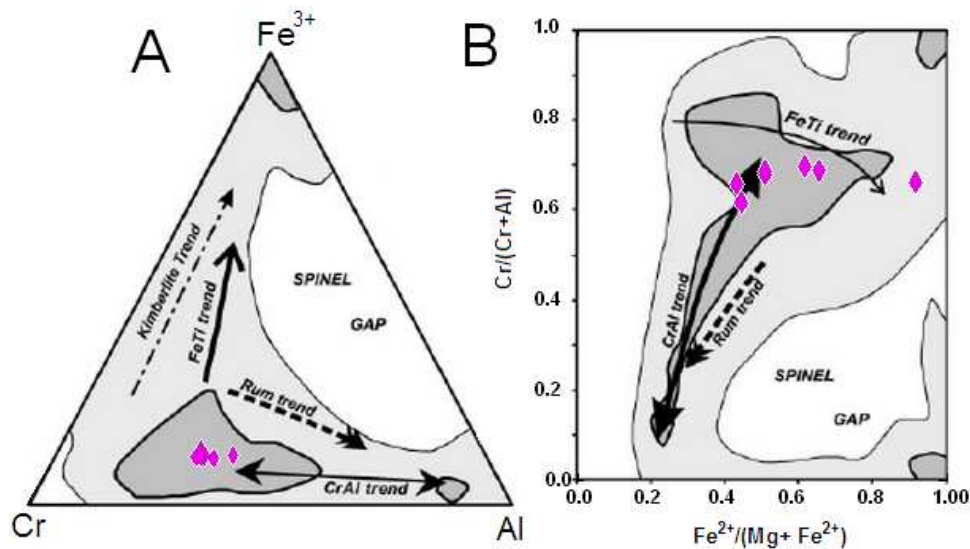 A
Fe3+
Kimberlite Trend
FeTi trend
SPINEL
GAP
Rum trend
CrAl trend
Cr
Al
B
1.0
0.8
0.6
0.4
0.2
0.0
Cr/(Cr+Al)
FeTi trend
CrAl trend
Rum trend
SPINEL
GAP
0.0
0.2
0.4
0.6
0.8
1.00
Fe2+/(Mg+ Fe2+)